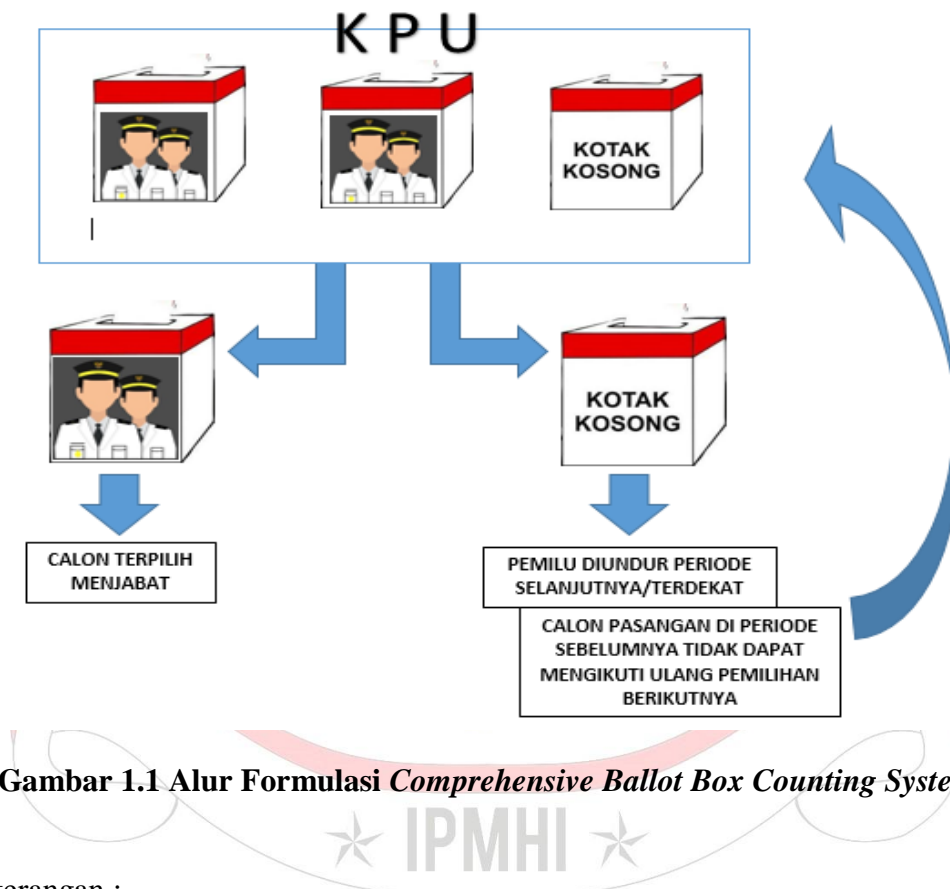 K P U
KOTAK
KOSONG
KOTAK
KOSONG
CALON TERPILIH
MENJABAT
PEMILU DIUNDUR PERIODE
SELANJUTNYA/TERDEKAT
CALON PASANGAN DI PERIODE
SEBELUMNYA TIDAK DAPAT
MENGIKUTI ULANG PEMILIHAN
BERIKUTNYA
Gambar 1.1 Alur Formulasi Comprehensive Ballot Box Counting Syste
IPMHI